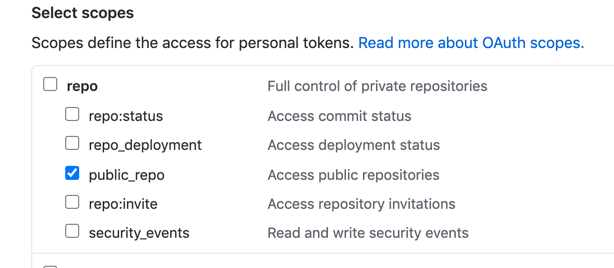 Select scopes
Scopes define the access for personal tokens. Read more about OAuth scopes.
repo Full control of private repositories
repo:status Access commit status
repo_deployment Access deployment status
public_repo Access public repositories
repo:invite Access repository invitations
security_events Read and write security events